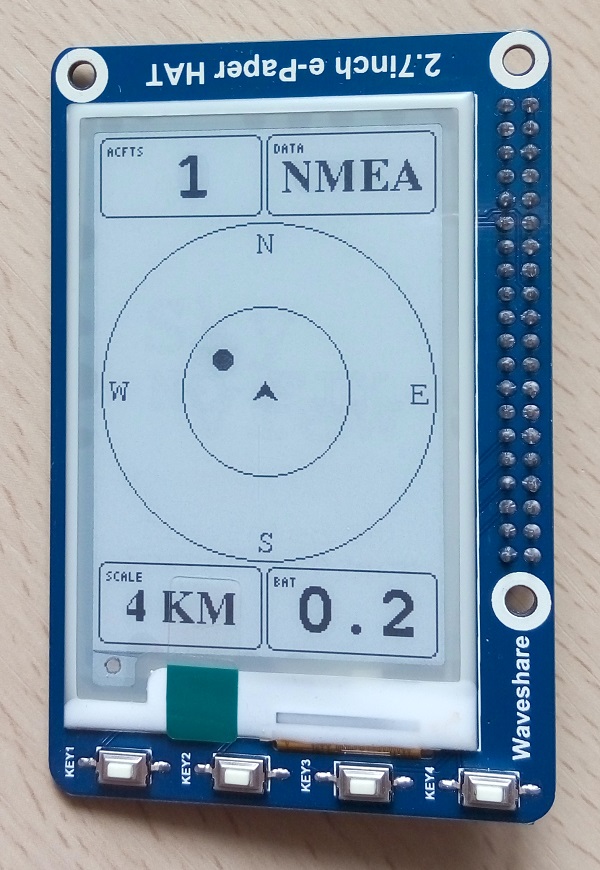 2.7inch e-Paper HAT
ACFTS
1
DATA
NMEA
N
W
E
S
SCALE
4 KM
BAT
0.2
Waveshare
KEY1
KEY2
KEY3
KEY4